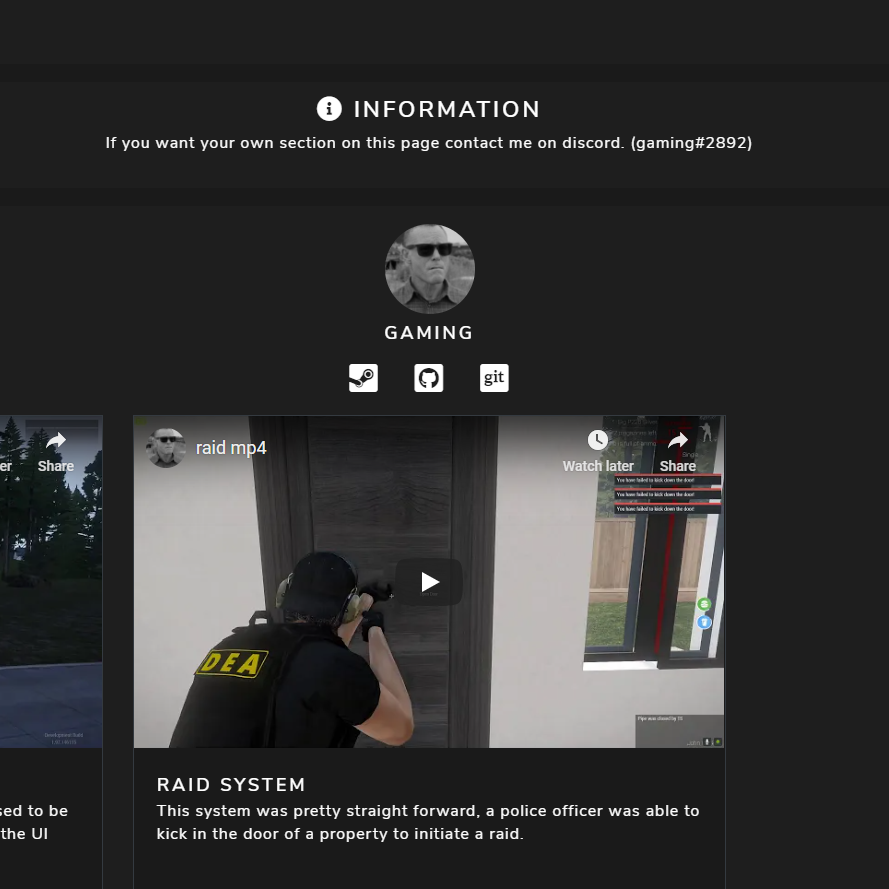 INFORMATION
If you want your own section on this page contact me on discord. (gaming#2892)
GAMING
git
er
Share
raid mp4
Watch later
Share
You have failed to kick down the door!
You have failed to kick down the door!
You have failed to kick down the door!
DEA
Development Build
RAID SYSTEM
sed to be
This system was pretty straight forward, a police officer was able to
the UI
kick in the door of a property to initiate a raid.